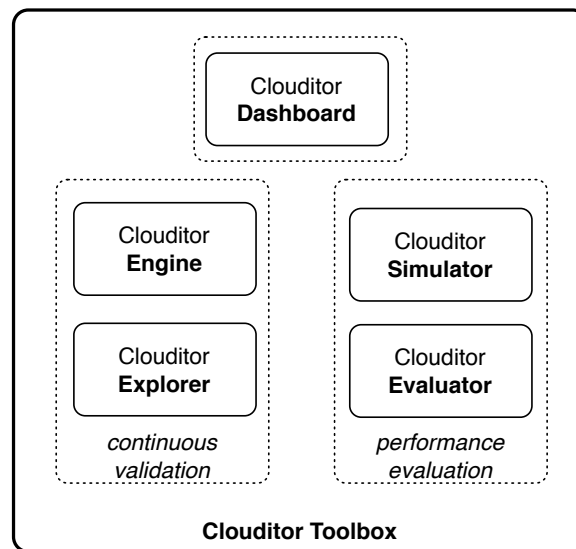 Clouditor
Dashboard
Clouditor
Engine
Clouditor
Explorer
continuous
validation
Clouditor
Simulator
Clouditor
Evaluator
performance
evaluation
Clouditor Toolbox